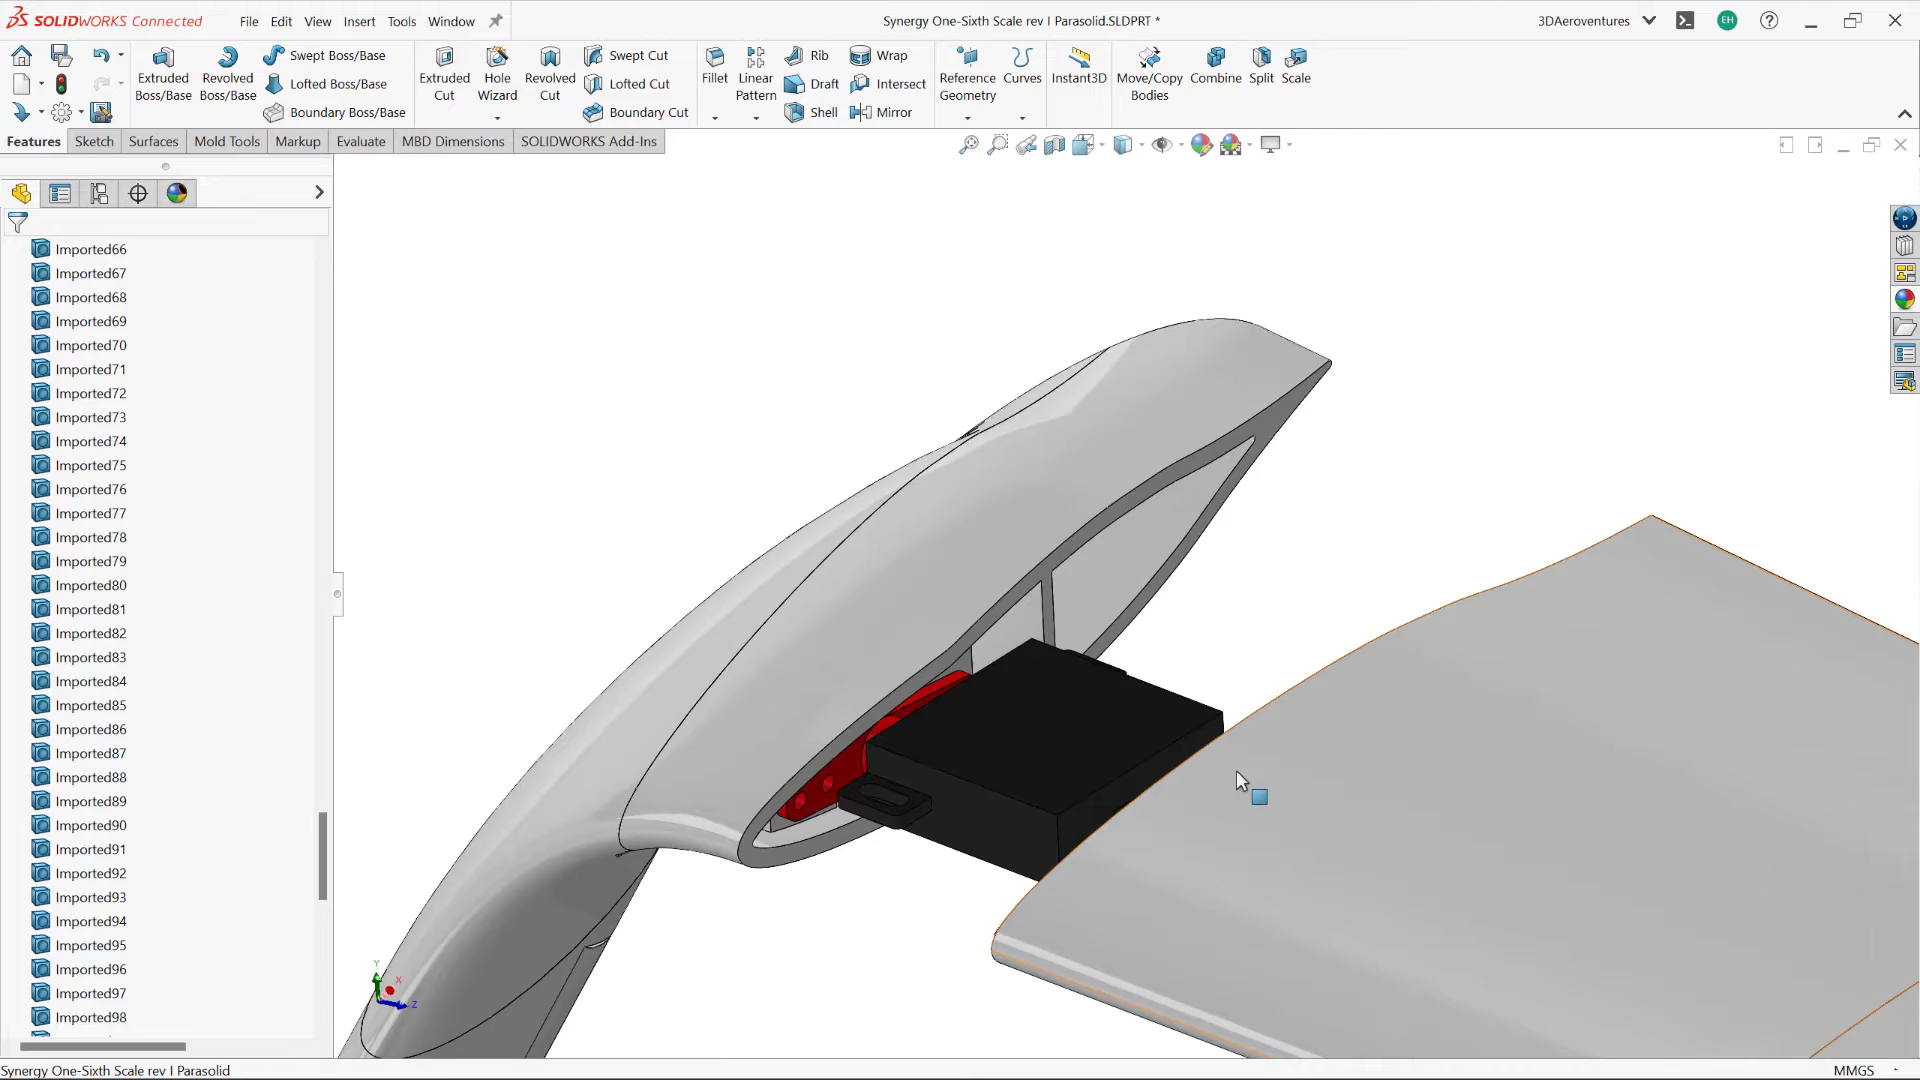 SOLIDWORKS Connected
File Edit View Insert Tools Window
Synergy One-Sixth Scale rev I Parasolid.SLDPRT *
3DAeroventures
EH
Extruded Boss/Base
Revolved Boss/Base
Swept Boss/Base
Lofted Boss/Base
Boundary Boss/Base
Extruded Cut
Hole Wizard
Revolved Cut
Swept Cut
Lofted Cut
Boundary Cut
Fillet
Linear Pattern
Rib
Draft
Shell
Wrap
Intersect
Mirror
Reference Geometry
Curves
Instant3D
Move/Copy Bodies
Combine
Split
Scale
Features Sketch Surfaces Mold Tools Markup Evaluate MBD Dimensions SOLIDWORKS Add-Ins
Imported66
Imported67
Imported68
Imported69
Imported70
Imported71
Imported72
Imported73
Imported74
Imported75
Imported76
Imported77
Imported78
Imported79
Imported80
Imported81
Imported82
Imported83
Imported84
Imported85
Imported86
Imported87
Imported88
Imported89
Imported90
Imported91
Imported92
Imported93
Imported94
Imported95
Imported96
Imported97
Imported98
Y
X
Z
Synergy One-Sixth Scale rev I Parasolid
MMGS